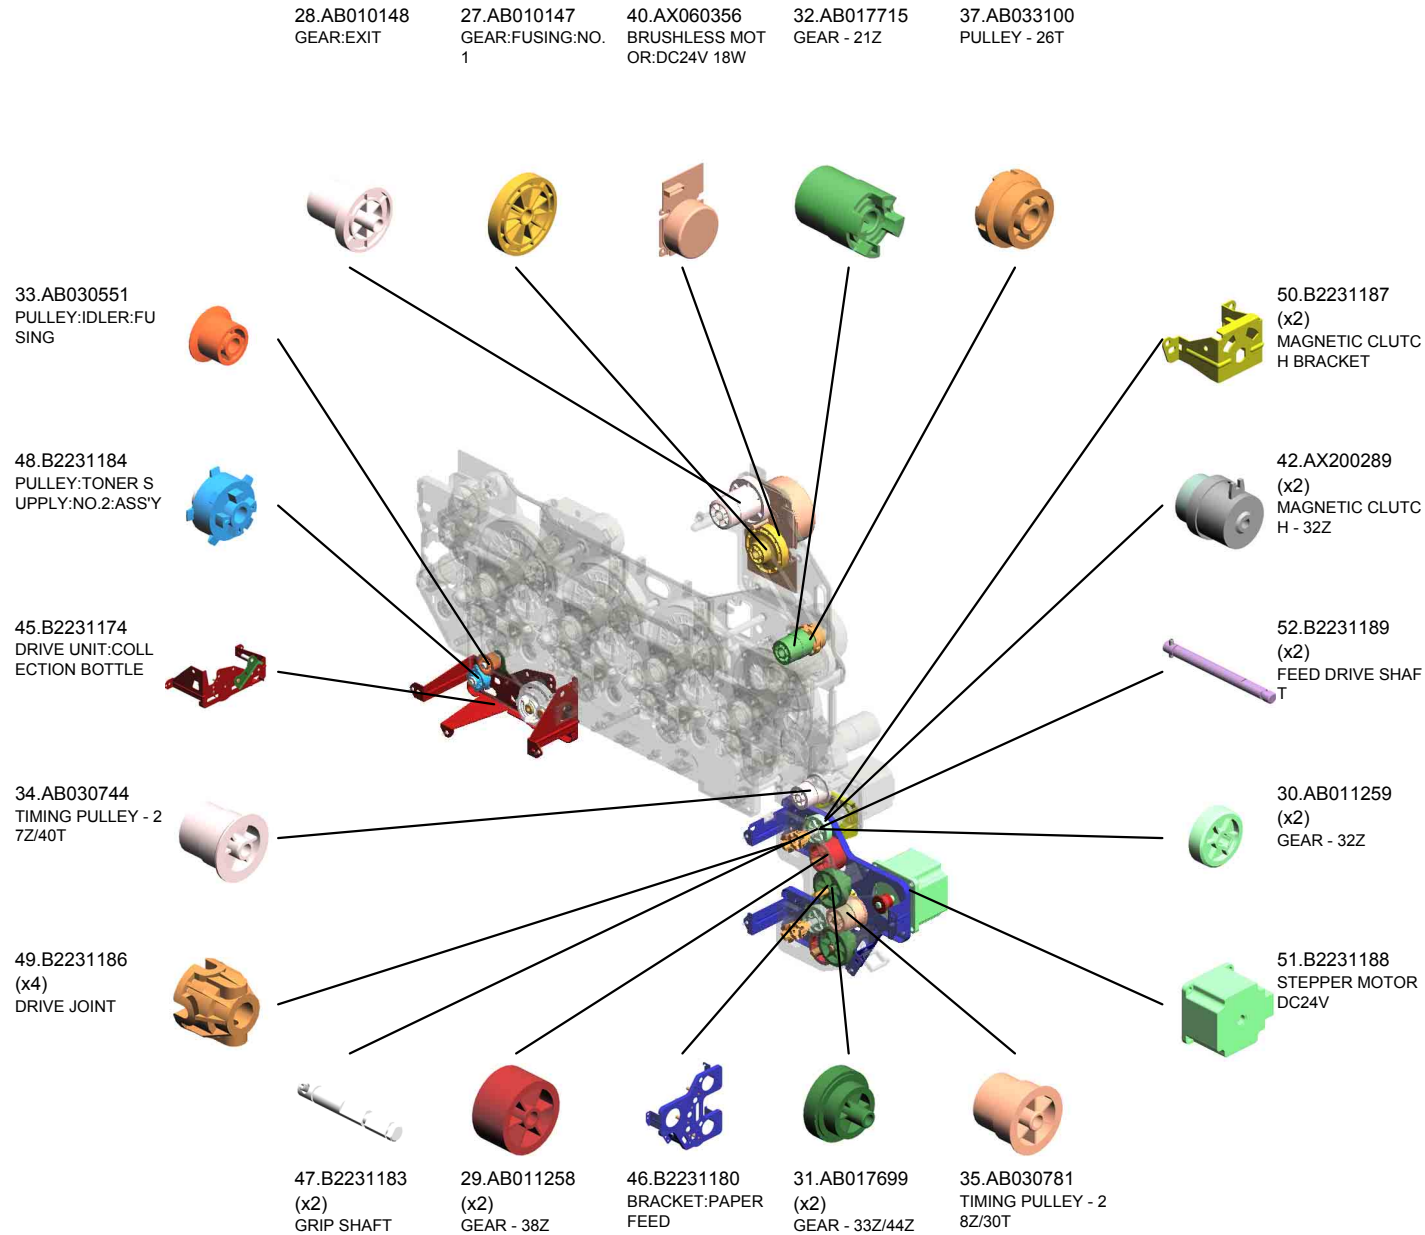 28.AB010148
GEAR:EXIT
27.AB010147
GEAR:FUSING:NO.
1
40.AX060356
BRUSHLESS MOT
OR:DC24V 18W
32.AB017715
GEAR - 21Z
37.AB033100
PULLEY - 26T
33.AB030551
PULLEY:IDLER:FU
SING
48.B2231184
PULLEY:TONER S
UPPLY:NO.2:ASS'Y
45.B2231174
DRIVE UNIT:COLL
ECTION BOTTLE
34.AB030744
TIMING PULLEY - 2
7Z/40T
49.B2231186
(x4)
DRIVE JOINT
50.B2231187
(x2)
MAGNETIC CLUTC
H BRACKET
42.AX200289
(x2)
MAGNETIC CLUTC
H - 32Z
52.B2231189
(x2)
FEED DRIVE SHAF
T
30.AB011259
(x2)
GEAR - 32Z
51.B2231188
STEPPER MOTOR
DC24V
47.B2231183
(x2)
GRIP SHAFT
29.AB011258
(x2)
GEAR - 38Z
46.B2231180
BRACKET:PAPER
FEED
31.AB017699
(x2)
GEAR - 33Z/44Z
35.AB030781
TIMING PULLEY - 2
8Z/30T